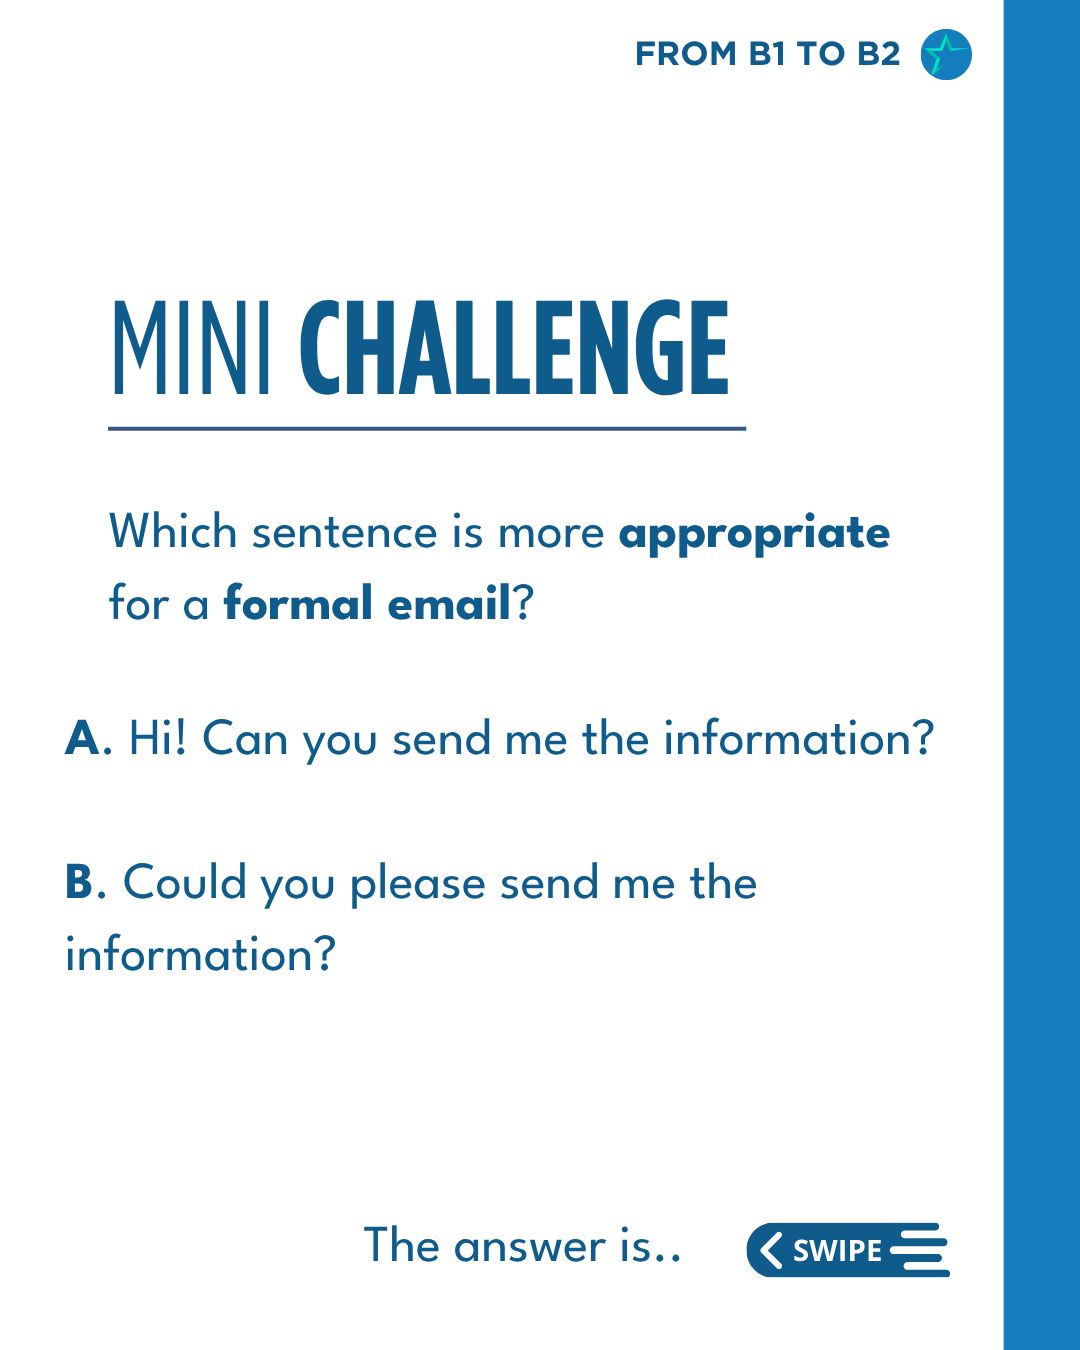 FROM B1 TO B2
MINI CHALLENGE
Which sentence is more appropriate
for a formal email?
A. Hi! Can you send me the information?
B. Could you please send me the
information?
The answer is..
SWIPE